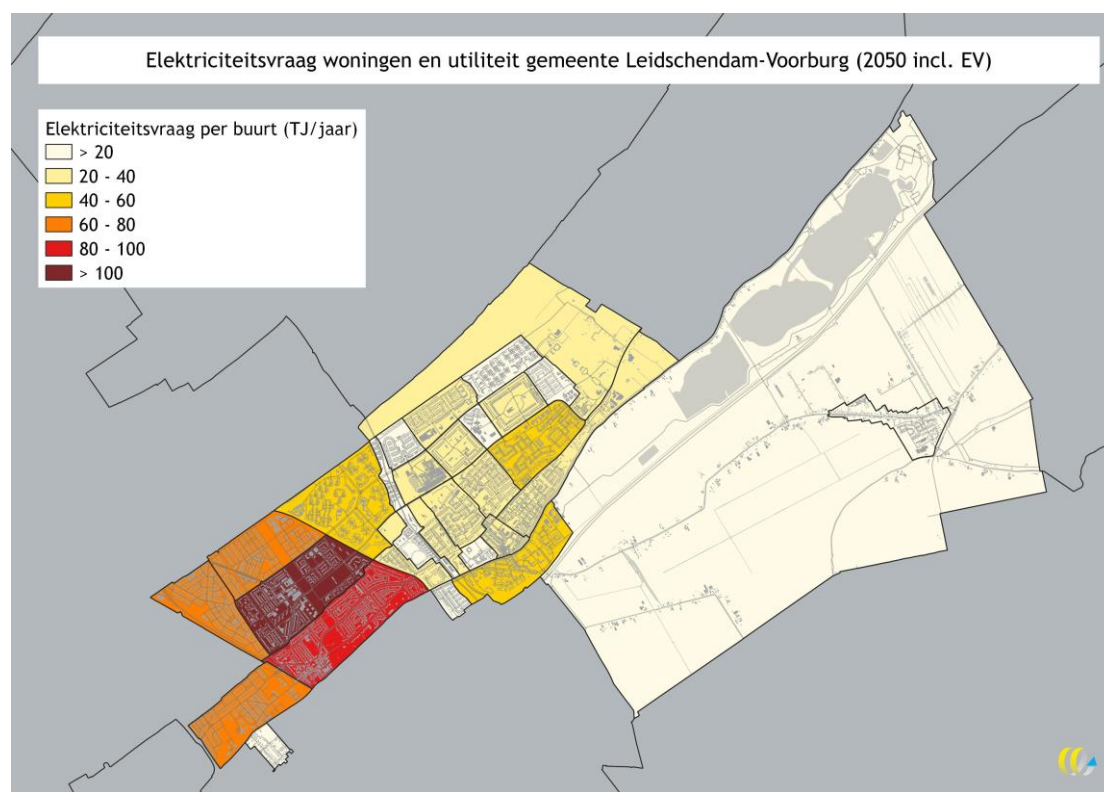 Elektriciteitsvraag woningen en utiliteit gemeente Leidschendam-Voorburg (2050 incl. EV)
Elektriciteitsvraag per buurt (TJ/jaar)
> 20
20 - 40
40 - 60
60 - 80
80 - 100
> 100